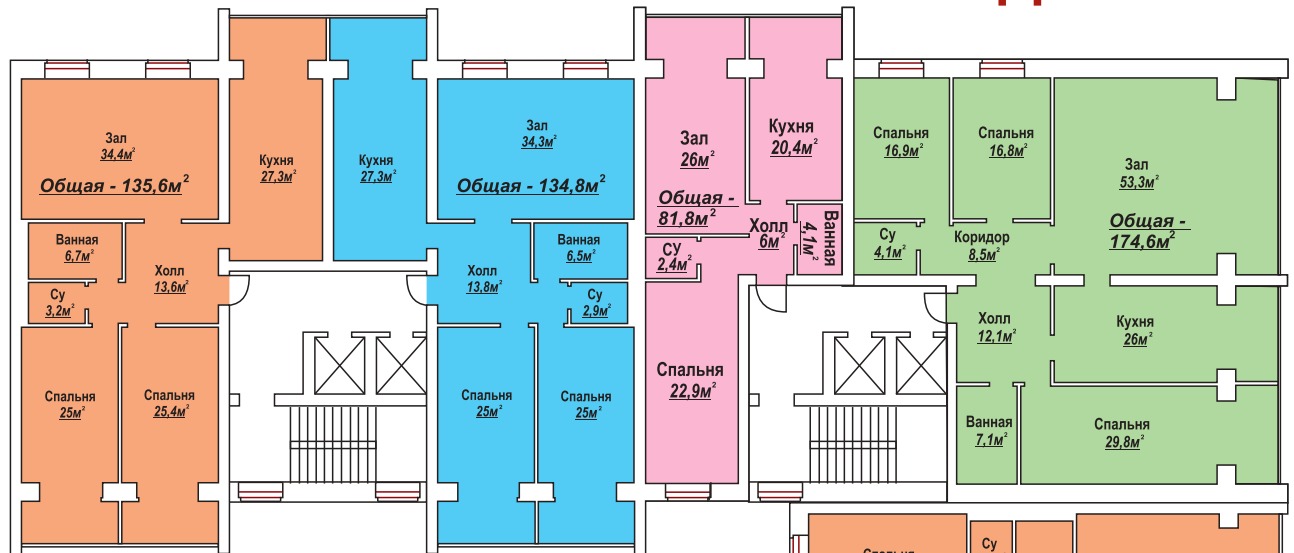 Зал
34,4м²
Общая - 135,6м²
Кухня
27,3м²
Ванная
6,7м²
Холл
13,6м²
Су
3,2м²
Спальня
25м²
Спальня
25,4м²
Кухня
27,3м²
Зал
34,3м²
Общая - 134,8м²
Ванная
6,5м²
Холл
13,8м²
Су
2,9м²
Спальня
25м²
Спальня
25м²
Зал
26м²
Кухня
20,4м²
Общая -
81,8м²
Холл
6м²
Ванная
4,1м²
СУ
2,4м²
Спальня
22,9м²
Спальня
16,9м²
Спальня
16,8м²
Зал
53,3м²
Общая -
174,6м²
Су
4,1м²
Коридор
8,5м²
Холл
12,1м²
Кухня
26м²
Ванная
7,1м²
Спальня
29,8м²
Су